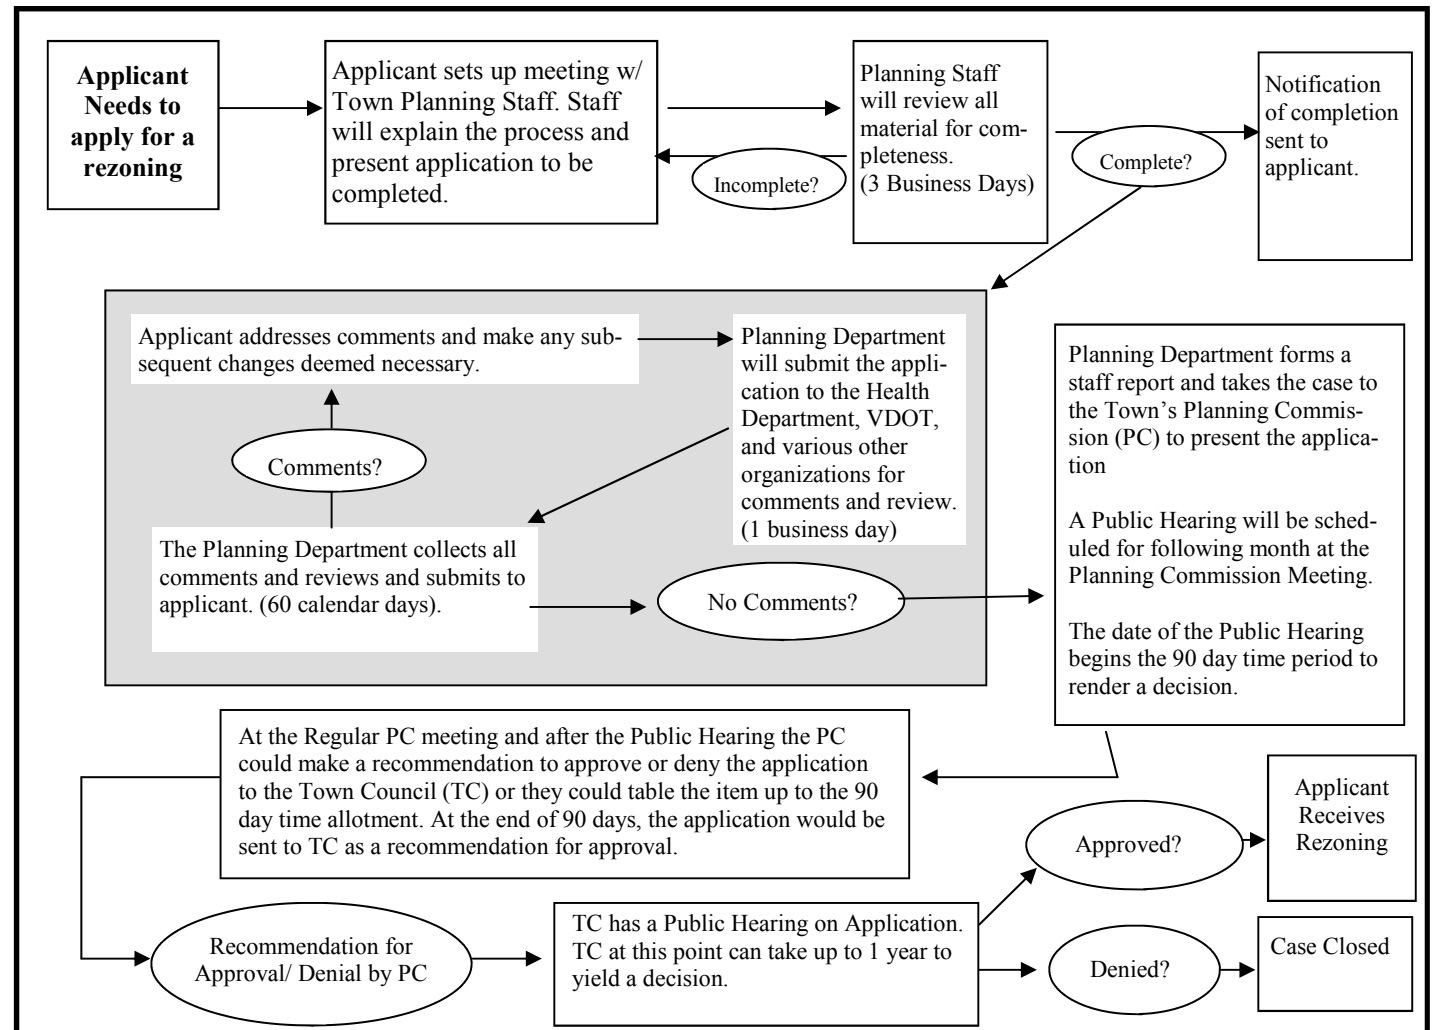 Applicant
Needs to
apply for a
rezoning
Applicant sets up meeting w/
Town Planning Staff. Staff
will explain the process and
present application to be
completed.
Incomplete?
Planning Staff
will review all
material for com-
pleteness.
(3 Business Days)
Complete?
Notification
of completion
sent to
applicant.
Applicant addresses comments and make any sub-
sequent changes deemed necessary.
Planning Department
will submit the appli-
cation to the Health
Department, VDOT,
and various other
organizations for
comments and review.
(1 business day)
Comments?
The Planning Department collects all
comments and reviews and submits to
applicant. (60 calendar days).
No Comments?
Planning Department forms a
staff report and takes the case to
the Town’s Planning Commis-
sion (PC) to present the applica-
tion
A Public Hearing will be sched-
uled for following month at the
Planning Commission Meeting.
The date of the Public Hearing
begins the 90 day time period to
render a decision.
At the Regular PC meeting and after the Public Hearing the PC
could make a recommendation to approve or deny the application
to the Town Council (TC) or they could table the item up to the 90
day time allotment. At the end of 90 days, the application would be
sent to TC as a recommendation for approval.
Recommendation for
Approval/ Denial by PC
TC has a Public Hearing on Application.
TC at this point can take up to 1 year to
yield a decision.
Approved?
Applicant
Receives
Rezoning
Denied?
Case Closed